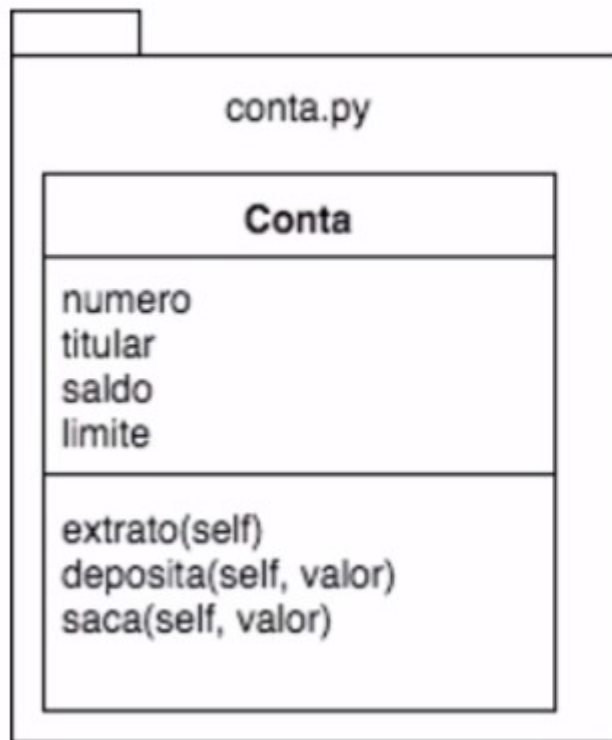 conta.py
Conta
numero
titular
saldo
limite
extrato(self)
deposita(self, valor)
saca(self, valor)